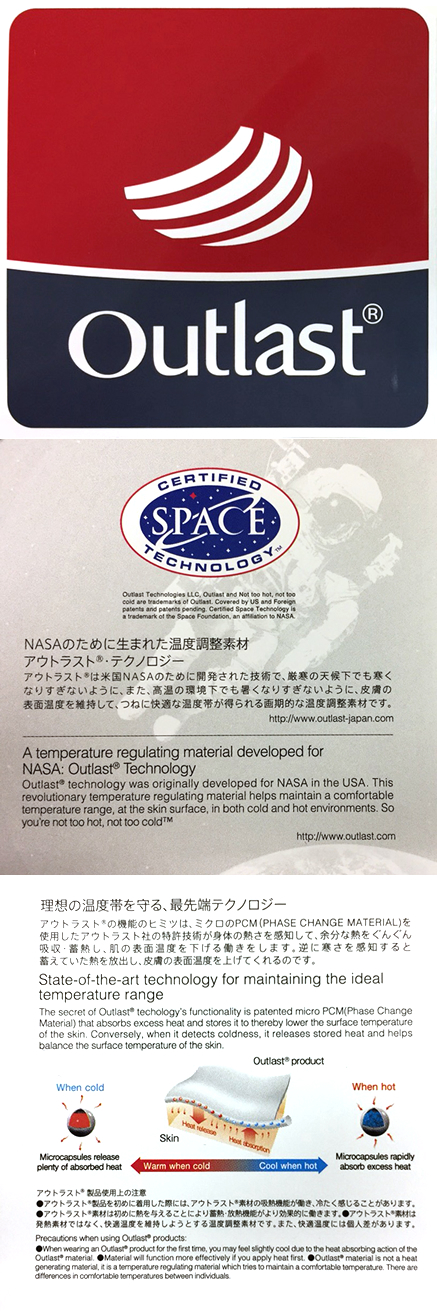 Outlast®
CERTIFIED
SPACE
TECHNOLOGY™
Outlast Technologies LLC, Outlast and Not too hot, not too
cold are trademarks of Outlast. Covered by US and Foreign
patents and patents pending. Certified Space Technology is
a trademark of the Space Foundation, an affiliation to NASA.
NASAのために生まれた温度調整素材
アウトラスト®・テクノロジー
アウトラスト®は米国NASAのために開発された技術で、厳寒の天候下でも寒く
なりすぎないように、また、高温の環境下でも暑くなりすぎないように、皮膚の
表面温度を維持して、つねに快適な温度帯が得られる画期的な温度調整素材です。
http://www.outlast-japan.com
A temperature regulating material developed for
NASA: Outlast® Technology
Outlast® technology was originally developed for NASA in the USA. This
revolutionary temperature regulating material helps maintain a comfortable
temperature range, at the skin surface, in both cold and hot environments. So
you're not too hot, not too cold™
http://www.outlast.com
理想の温度帯を守る、最先端テクノロジー
アウトラスト®の機能のヒミツは、ミクロのPCM(PHASE CHANGE MATERIAL)を
使用したアウトラスト社の特許技術が身体の熱さを感知して、余分な熱をぐんぐん
吸収・蓄熱し、肌の表面温度を下げる働きをします。逆に寒さを感知すると
蓄えていた熱を放出し、皮膚の表面温度を上げてくれるのです。
State-of-the-art technology for maintaining the ideal
temperature range
The secret of Outlast® techology's functionality is patented micro PCM(Phase Change
Material) that absorbs excess heat and stores it to thereby lower the surface temperature
of the skin. Conversely, when it detects coldness, it releases stored heat and helps
balance the surface temperature of the skin.
Outlast® product
When cold
When hot
Heat release
Heat absorption
Skin
Microcapsules release
plenty of absorbed heat
Microcapsules rapidly
absorb excess heat
Warm when cold
Cool when hot
アウトラスト® 製品使用上の注意
●アウトラスト®製品を初めに着用した際には、アウトラスト®素材の吸熱機能が働き、冷たく感じることがあります。
●アウトラスト®素材は初めに熱を与えることにより蓄熱・放熱機能がより効果的に働きます。●アウトラスト®素材は
発熱素材ではなく、快適温度を維持しようとする温度調整素材です。また、快適温度には個人差があります。
Precautions when using Outlast® products:
●When wearing an Outlast® product for the first time, you may feel slightly cool due to the heat absorbing action of the
Outlast® material. ●Material will function more effectively if you apply heat first. ●Outlast® material is not a heat
generating material, it is a temperature regulating material which tries to maintain a comfortable temperature. There are
differences in comfortable temperatures between individuals.